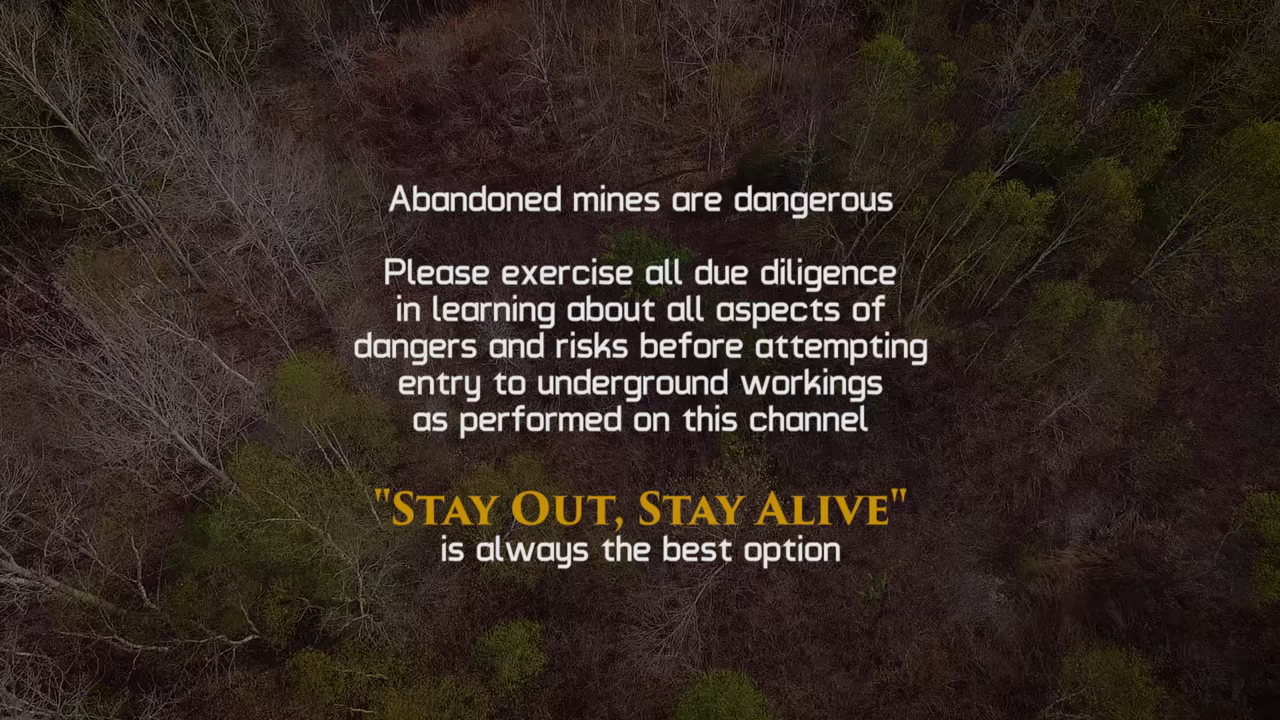 Abandoned mines are dangerous
Please exercise all due diligence
in learning about all aspects of
dangers and risks before attempting
entry to underground workings
as performed on this channel
"Stay Out, Stay Alive"
is always the best option